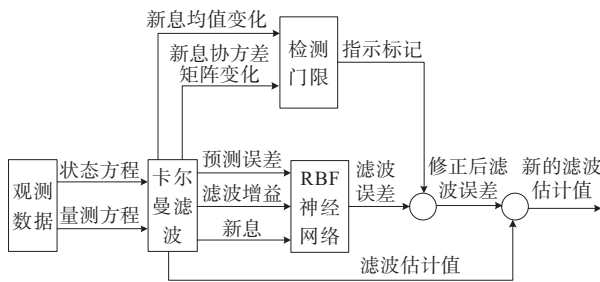 新息均值变化
新息协方差
矩阵变化
检测
门限
指示标记
观测
数据
状态方程
量测方程
卡尔
曼滤
波
预测误差
滤波增益
新息
RBF
神经
网络
滤波
误差
修正后滤
波误差
新的滤波
估计值
滤波估计值